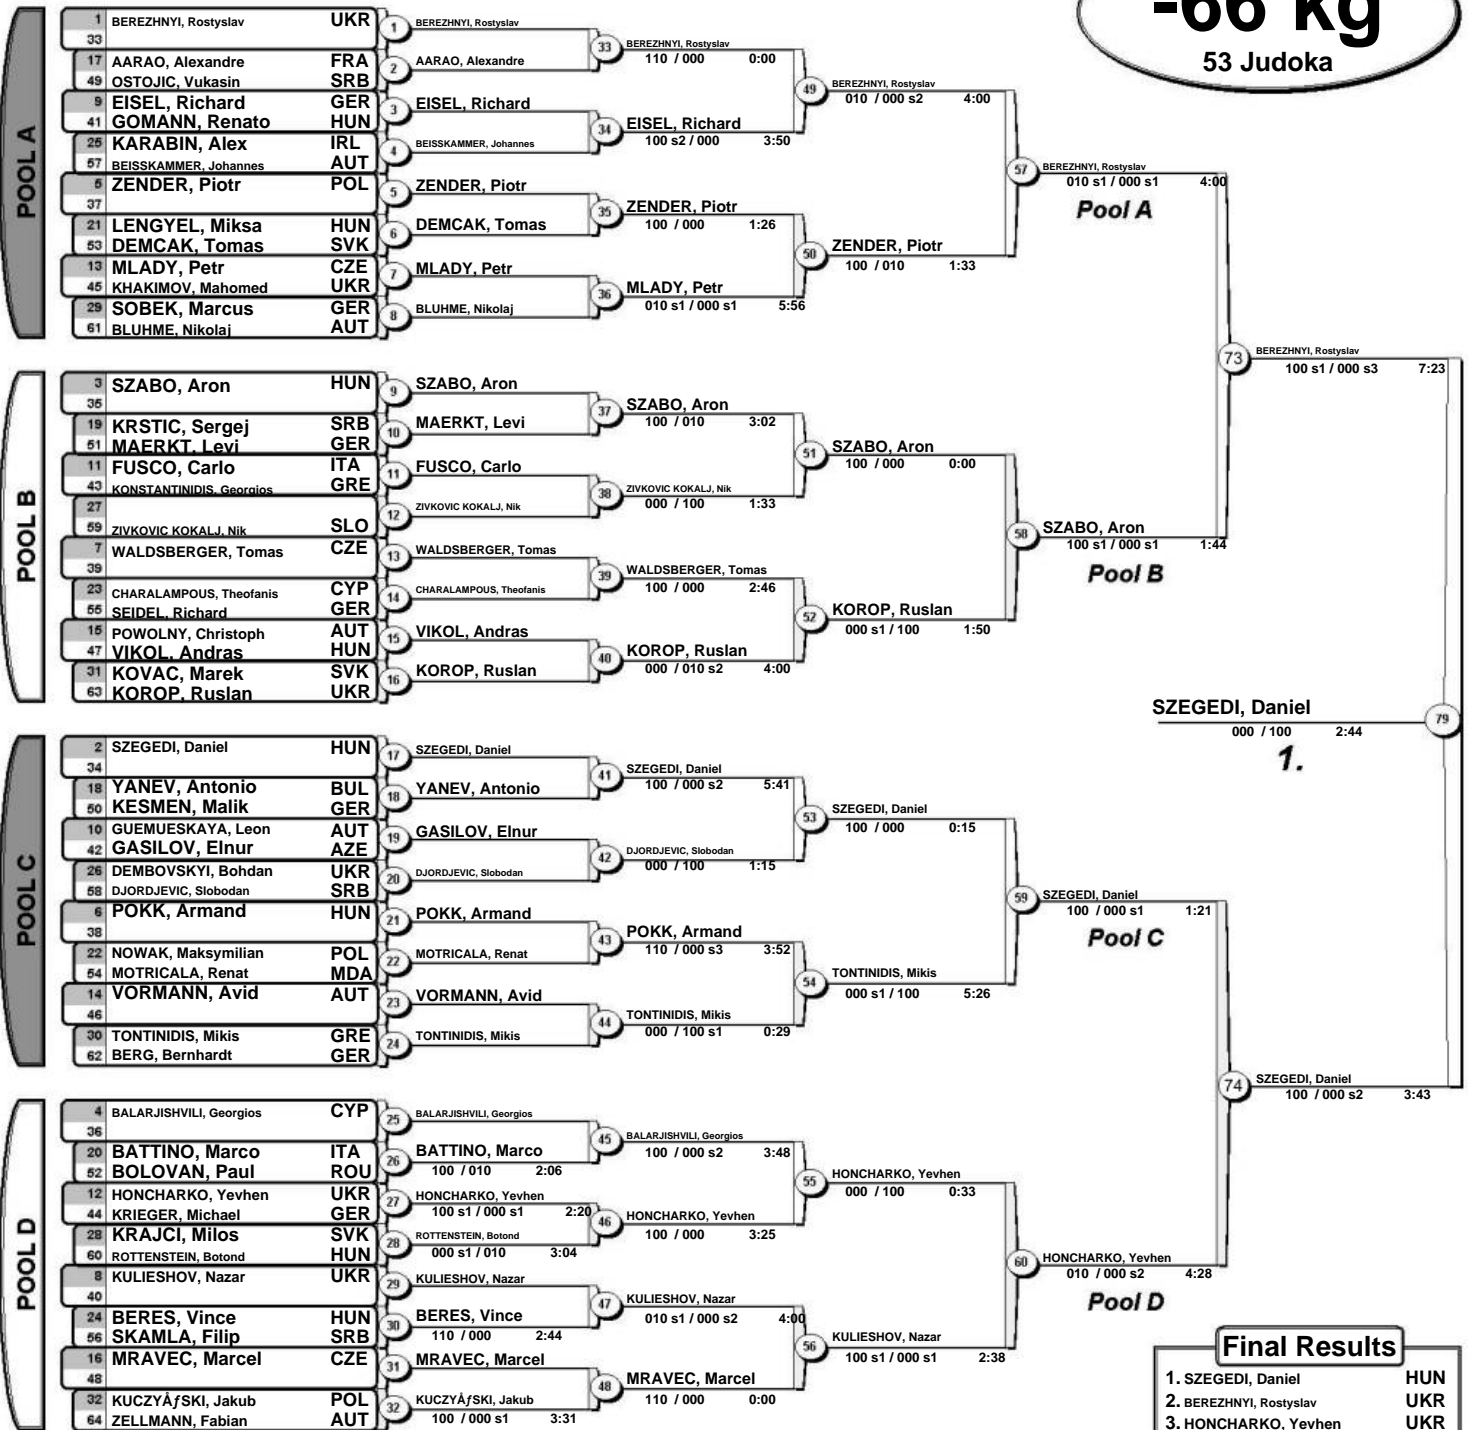 -66 kg
53 Judoka
POOL A
1 BEREZHNYI, Rostyslav UKR
33
17 AARAO, Alexandre FRA
49 OSTOJIC, Vukasin SRB
9 EISEL, Richard GER
41 GOMANN, Renato HUN
25 KARABIN, Alex IRL
57 BEISSKAMMER, Johannes AUT
5 ZENDER, Piotr POL
37
21 LENGYEL, Miksa HUN
53 DEMCAK, Tomas SVK
13 MLADY, Petr CZE
45 KHAKIMOV, Mahomed UKR
29 SOBEK, Marcus GER
61 BLUHME, Nikolaj AUT
1 BEREZHNYI, Rostyslav
2 AARAO, Alexandre
3 EISEL, Richard
4 BEISSKAMMER, Johannes
5 ZENDER, Piotr
6 DEMCAK, Tomas
7 MLADY, Petr
8 BLUHME, Nikolaj
33 BEREZHNYI, Rostyslav
110 / 000 0:00
34 EISEL, Richard
100 s2 / 000 3:50
35 ZENDER, Piotr
100 / 000 1:26
36 MLADY, Petr
010 s1 / 000 s1 5:56
49 BEREZHNYI, Rostyslav
010 / 000 s2 4:00
50 ZENDER, Piotr
100 / 010 1:33
57 BEREZHNYI, Rostyslav
010 s1 / 000 s1 4:00
Pool A
POOL B
3 SZABO, Aron HUN
35
19 KRSTIC, Sergej SRB
51 MAERKT, Levi GER
11 FUSCO, Carlo ITA
43 KONSTANTINIDIS, Georgios GRE
27
59 ZIVKOVIC KOKALJ, Nik SLO
7 WALDSBERGER, Tomas CZE
39
23 CHARALAMPOUS, Theofanis CYP
55 SEIDEL, Richard GER
15 POWOLNY, Christoph AUT
47 VIKOL, Andras HUN
31 KOVAC, Marek SVK
63 KOROP, Ruslan UKR
9 SZABO, Aron
10 MAERKT, Levi
11 FUSCO, Carlo
12 ZIVKOVIC KOKALJ, Nik
13 WALDSBERGER, Tomas
14 CHARALAMPOUS, Theofanis
15 VIKOL, Andras
16 KOROP, Ruslan
37 SZABO, Aron
100 / 010 3:02
38 ZIVKOVIC KOKALJ, Nik
000 / 100 1:33
39 WALDSBERGER, Tomas
100 / 000 2:46
40 KOROP, Ruslan
000 / 010 s2 4:00
51 SZABO, Aron
100 / 000 0:00
52 KOROP, Ruslan
000 s1 / 100 1:50
58 SZABO, Aron
100 s1 / 000 s1 1:44
Pool B
73 BEREZHNYI, Rostyslav
100 s1 / 000 s3 7:23
SZEGEDI, Daniel 79
000 / 100 2:44
1.
POOL C
2 SZEGEDI, Daniel HUN
34
18 YANEV, Antonio BUL
50 KESMEN, Malik GER
10 GUEMUESKAYA, Leon AUT
42 GASILOV, Elnur AZE
26 DEMBOVSKYI, Bohdan UKR
58 DJORDJEVIC, Slobodan SRB
6 POKK, Armand HUN
38
22 NOWAK, Maksymilian POL
54 MOTRICALA, Renat MDA
14 VORMANN, Avid AUT
46
30 TONTINIDIS, Mikis GRE
62 BERG, Bernhardt GER
17 SZEGEDI, Daniel
18 YANEV, Antonio
19 GASILOV, Elnur
20 DJORDJEVIC, Slobodan
21 POKK, Armand
22 MOTRICALA, Renat
23 VORMANN, Avid
24 TONTINIDIS, Mikis
41 SZEGEDI, Daniel
100 / 000 s2 5:41
42 DJORDJEVIC, Slobodan
000 / 100 1:15
43 POKK, Armand
110 / 000 s3 3:52
44 TONTINIDIS, Mikis
000 / 100 s1 0:29
53 SZEGEDI, Daniel
100 / 000 0:15
54 TONTINIDIS, Mikis
000 s1 / 100 5:26
59 SZEGEDI, Daniel
100 / 000 s1 1:21
Pool C
74 SZEGEDI, Daniel
100 / 000 s2 3:43
POOL D
4 BALARJISHVILI, Georgios CYP
36
20 BATTINO, Marco ITA
52 BOLOVAN, Paul ROU
12 HONCHARKO, Yevhen UKR
44 KRIEGER, Michael GER
28 KRAJCI, Milos SVK
60 ROTTENSTEIN, Botond HUN
8 KULIESHOV, Nazar UKR
40
24 BERES, Vince HUN
56 SKAMLA, Filip SRB
16 MRAVEC, Marcel CZE
48
32 KUCZYÅƒSKI, Jakub POL
64 ZELLMANN, Fabian AUT
25 BALARJISHVILI, Georgios
26 BATTINO, Marco
100 / 010 2:06
27 HONCHARKO, Yevhen
100 s1 / 000 s1 2:20
28 ROTTENSTEIN, Botond
000 s1 / 010 3:04
29 KULIESHOV, Nazar
30 BERES, Vince
110 / 000 2:44
31 MRAVEC, Marcel
32 KUCZYÅƒSKI, Jakub
100 / 000 s1 3:31
45 BALARJISHVILI, Georgios
100 / 000 s2 3:48
46 HONCHARKO, Yevhen
100 / 000 3:25
47 KULIESHOV, Nazar
010 s1 / 000 s2 4:00
48 MRAVEC, Marcel
110 / 000 0:00
55 HONCHARKO, Yevhen
000 / 100 0:33
56 KULIESHOV, Nazar
100 s1 / 000 s1 2:38
60 HONCHARKO, Yevhen
010 / 000 s2 4:28
Pool D
Final Results
1. SZEGEDI, Daniel HUN
2. BEREZHNYI, Rostyslav UKR
3. HONCHARKO, Yevhen UKR